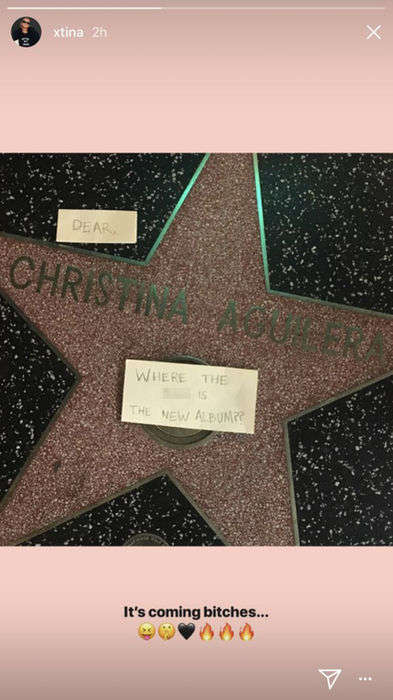 xtina 2h
DEAR,
CHRISTINA AGUILERA
WHERE THE
IS
THE NEW ALBUM??
It's coming bitches...
😝🤫🖤🔥🔥🔥